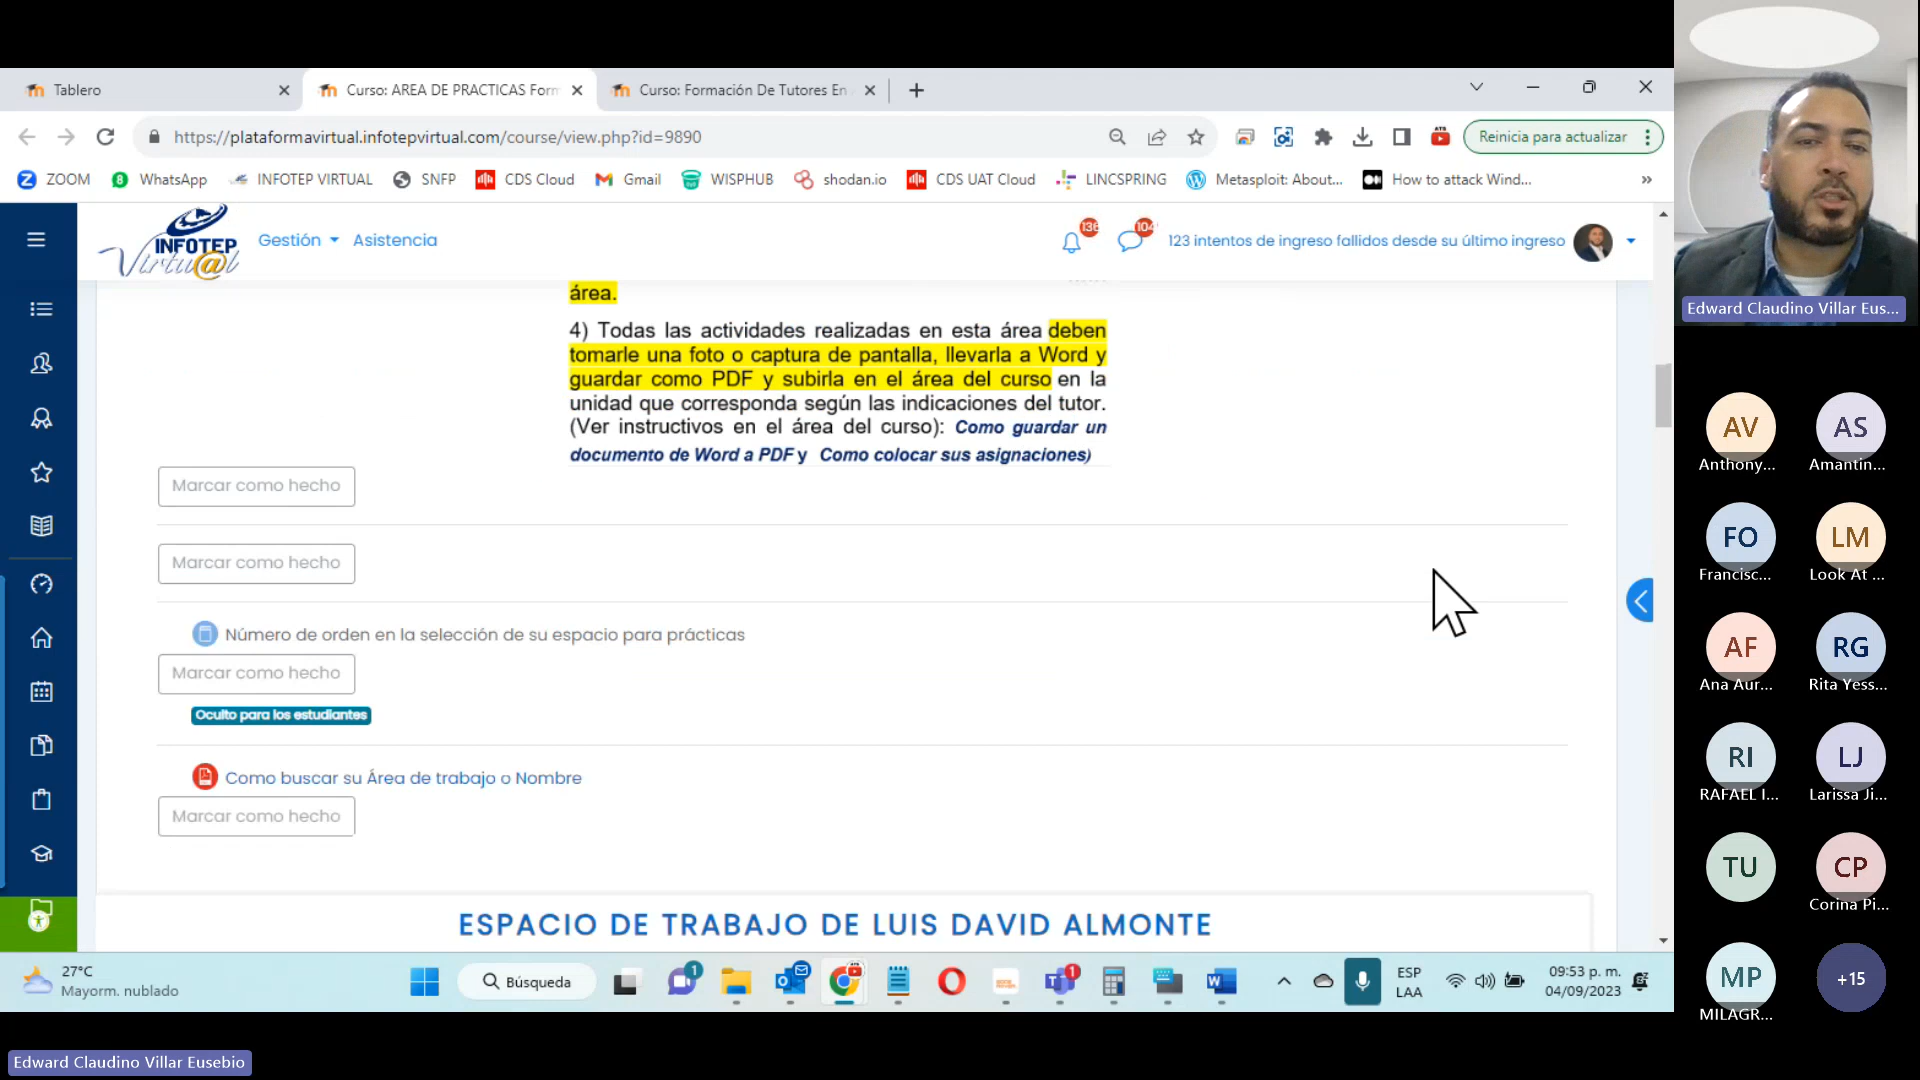 Tablero
Curso: AREA DE PRACTICAS Form
Curso: Formación De Tutores En
https://plataformavirtual.infotepvirtual.com/course/view.php?id=9890
Reinicia para actualizar
ZOOM
WhatsApp
INFOTEP VIRTUAL
SNFP
CDS Cloud
Gmail
WISPHUB
shodan.io
CDS UAT Cloud
LINCSPRING
Metasploit: About...
How to attack Wind...
»
INFOTEP
Virtu@l
Gestión
Asistencia
136
104
123 intentos de ingreso fallidos desde su último ingreso
Edward Claudino Villar Eus...
área.
4) Todas las actividades realizadas en esta área deben
tomarle una foto o captura de pantalla, llevarla a Word y
guardar como PDF y subirla en el área del curso en la
unidad que corresponda según las indicaciones del tutor.
(Ver instructivos en el área del curso): Como guardar un
documento de Word a PDF y Como colocar sus asignaciones)
Marcar como hecho
Marcar como hecho
Número de orden en la selección de su espacio para prácticas
Marcar como hecho
Oculto para los estudiantes
Como buscar su Área de trabajo o Nombre
Marcar como hecho
ESPACIO DE TRABAJO DE LUIS DAVID ALMONTE
AV
Anthony...
AS
Amantin...
FO
Francisc...
LM
Look At ...
AF
Ana Aur...
RG
Rita Yess...
RI
RAFAEL I...
LJ
Larissa Ji...
TU
CP
Corina Pi...
MP
MILAGR...
+15
27°C
Mayorm. nublado
Búsqueda
1
1
ESP
LAA
09:53 p. m.
04/09/2023
Edward Claudino Villar Eusebio